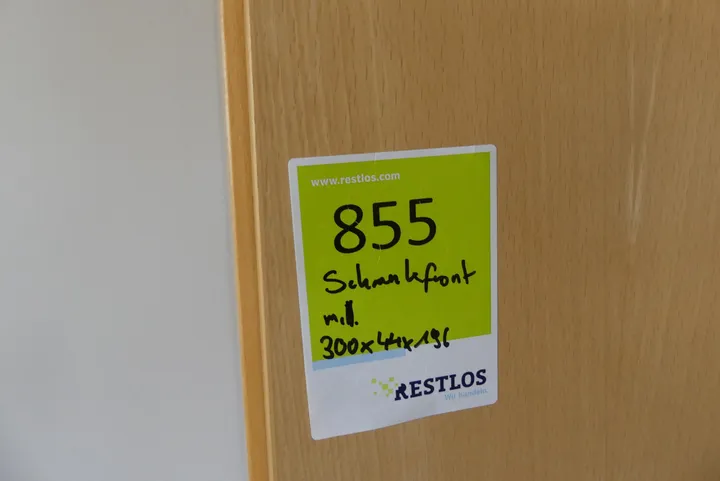 www.restlos.com
855
Schrankfront
300x44x196
RESTLOS
Wir handeln.